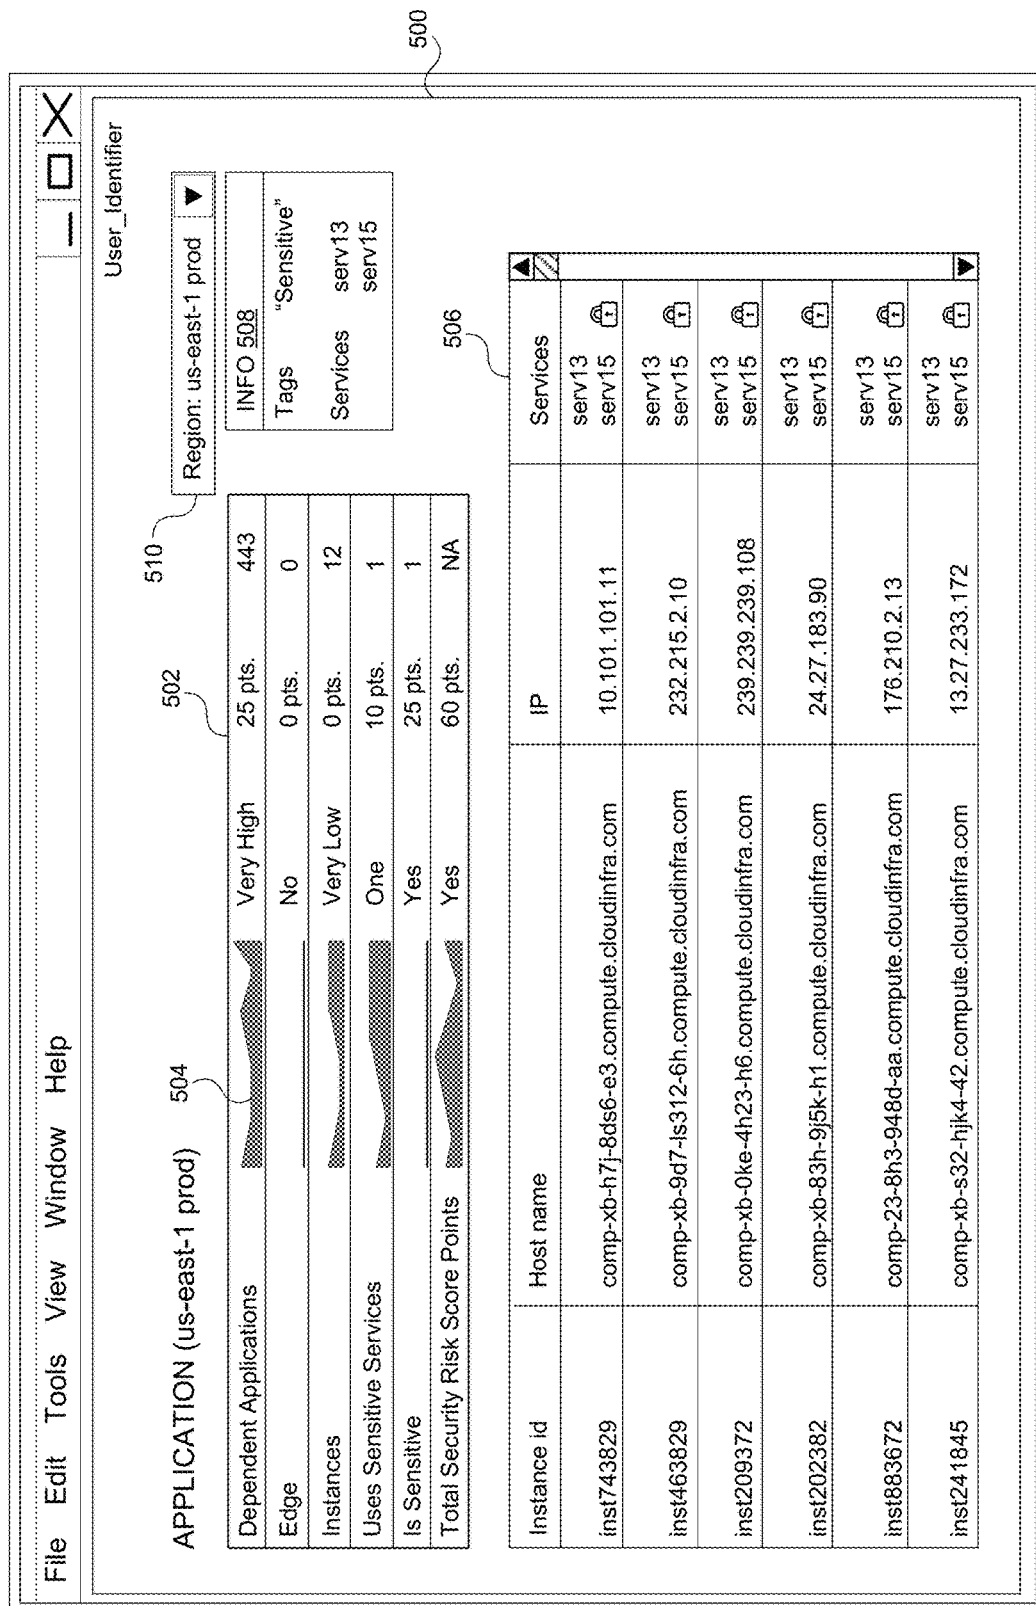 500
File Edit Tools View Window Help
User_Identifier
APPLICATION (us-east-1 prod)
504
502
510
Region: us-east-1 prod
Dependent Applications Very High 25 pts. 443
Edge No 0 pts. 0
Instances Very Low 0 pts. 12
Uses Sensitive Services One 10 pts. 1
Is Sensitive Yes 25 pts. 1
Total Security Risk Score Points Yes 60 pts. NA
INFO 508
Tags “Sensitive”
Services serv13
serv15
506
Instance id Host name IP Services
inst743829 comp-xb-h7j-8ds6-e3.compute.cloudinfra.com 10.101.101.11 serv13
serv15
inst463829 comp-xb-9d7-ls312-6h.compute.cloudinfra.com 232.215.2.10 serv13
serv15
inst209372 comp-xb-0ke-4h23-h6.compute.cloudinfra.com 239.239.239.108 serv13
serv15
inst202382 comp-xb-83h-9j5k-h1.compute.cloudinfra.com 24.27.183.90 serv13
serv15
inst883672 comp-23-8h3-948d-aa.compute.cloudinfra.com 176.210.2.13 serv13
serv15
inst241845 comp-xb-s32-hjk4-42.compute.cloudinfra.com 13.27.233.172 serv13
serv15